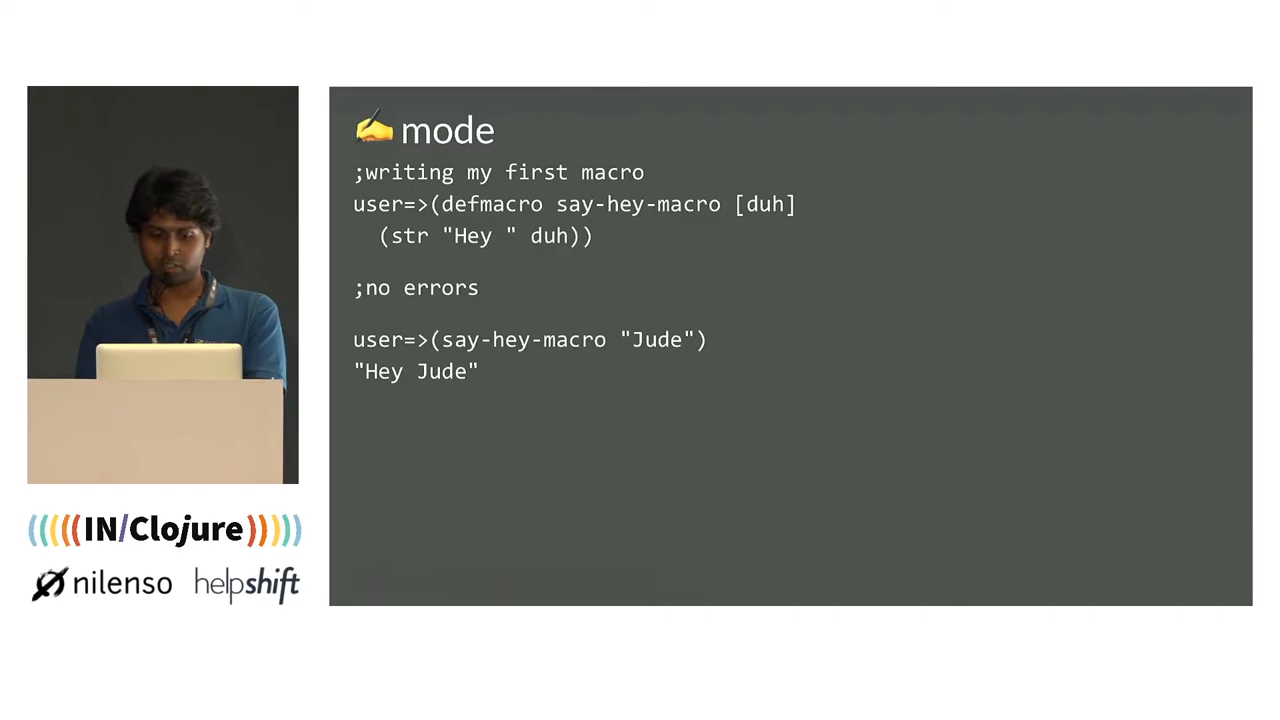 ✍ mode
;writing my first macro
user=>(defmacro say-hey-macro [duh]
  (str "Hey " duh))
;no errors
user=>(say-hey-macro "Jude")
"Hey Jude"
(((((IN/Clojure)))))
nilenso helpshift